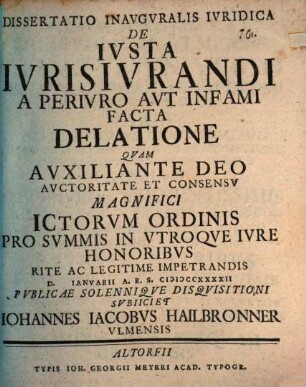 DISSERTATIO INAVGVRALIS IVRIDICA
DE
IVSTA
IVRISIVRANDI
A PERIVRO AVT INFAMI
FACTA
DELATIONE
QVAM
AVXILIANTE DEO
AVCTORITATE ET CONSENSV
MAGNIFICI
ICTORVM ORDINIS
PRO SVMMIS IN VTROQVE IVRE
HONORIBVS
RITE AC LEGITIME IMPETRANDIS
D. IANVARII A. R. S. CIƆIƆCCXXXXII
PVBLICAE SOLENNIQVE DISQVISITIONI
SVBIICIET
IOHANNES IACOBVS HAILBRONNER
VLMENSIS
ALTORFII
TYPIS IOH. GEORGII MEYERI ACAD. TYPOGR.